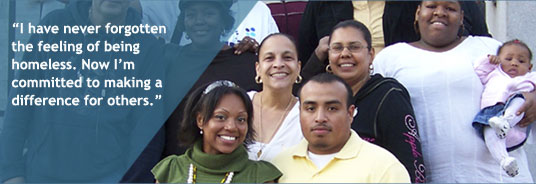 “I have never forgotten
the feeling of being
homeless. Now I’m
committed to making a
difference for others.”